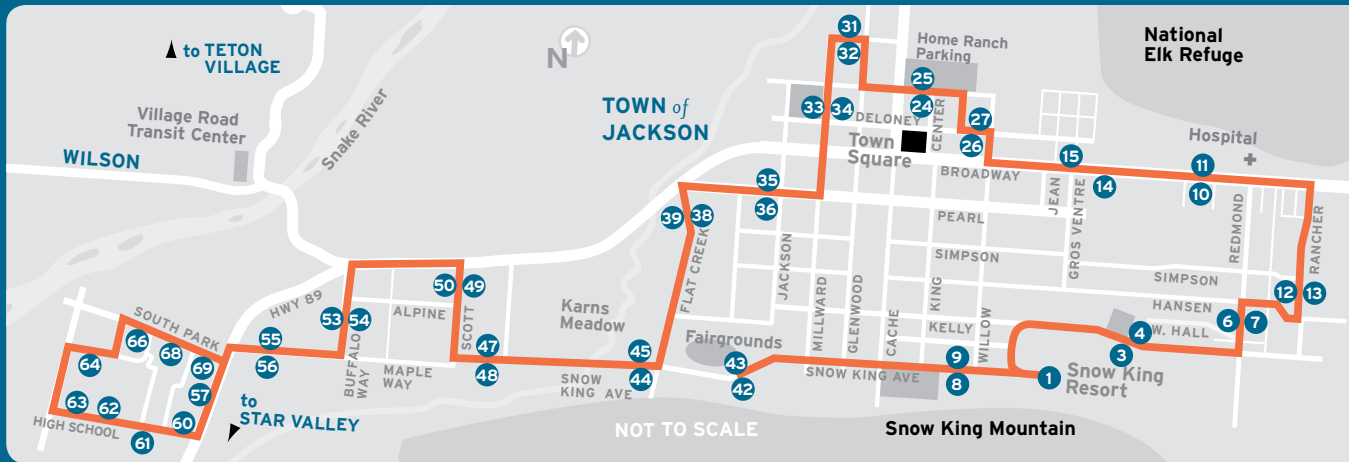 to TETON
VILLAGE
N
31
32
Home Ranch
Parking
National
Elk Refuge
25
Village Road
Transit Center
Snake River
TOWN of
JACKSON
33
34
24
DELONEY
CENTER
27
26
Town
Square
Hospital
WILSON
15
14
11
10
BROADWAY
35
36
39
38
PEARL
JEAN
GROS VENTRE
REDMOND
RANCHER
FLAT CREEK
JACKSON
SIMPSON
SIMPSON
12
13
HANSEN
50
49
HWY 89
53
54
ALPINE
SCOTT
Karns
Meadow
MILLWARD
GLENWOOD
CACHE
KING
KELLY
WILLOW
6
7
W. HALL
4
3
SOUTH PARK
66
68
69
64
55
56
BUFFALO
WAY
MAPLE
WAY
47
48
45
44
Fairgrounds
43
42
SNOW
KING AVE
SNOW KING AVE
9
8
1
Snow King
Resort
57
63
62
60
61
HIGH SCHOOL
to
STAR VALLEY
NOT TO SCALE
Snow King Mountain